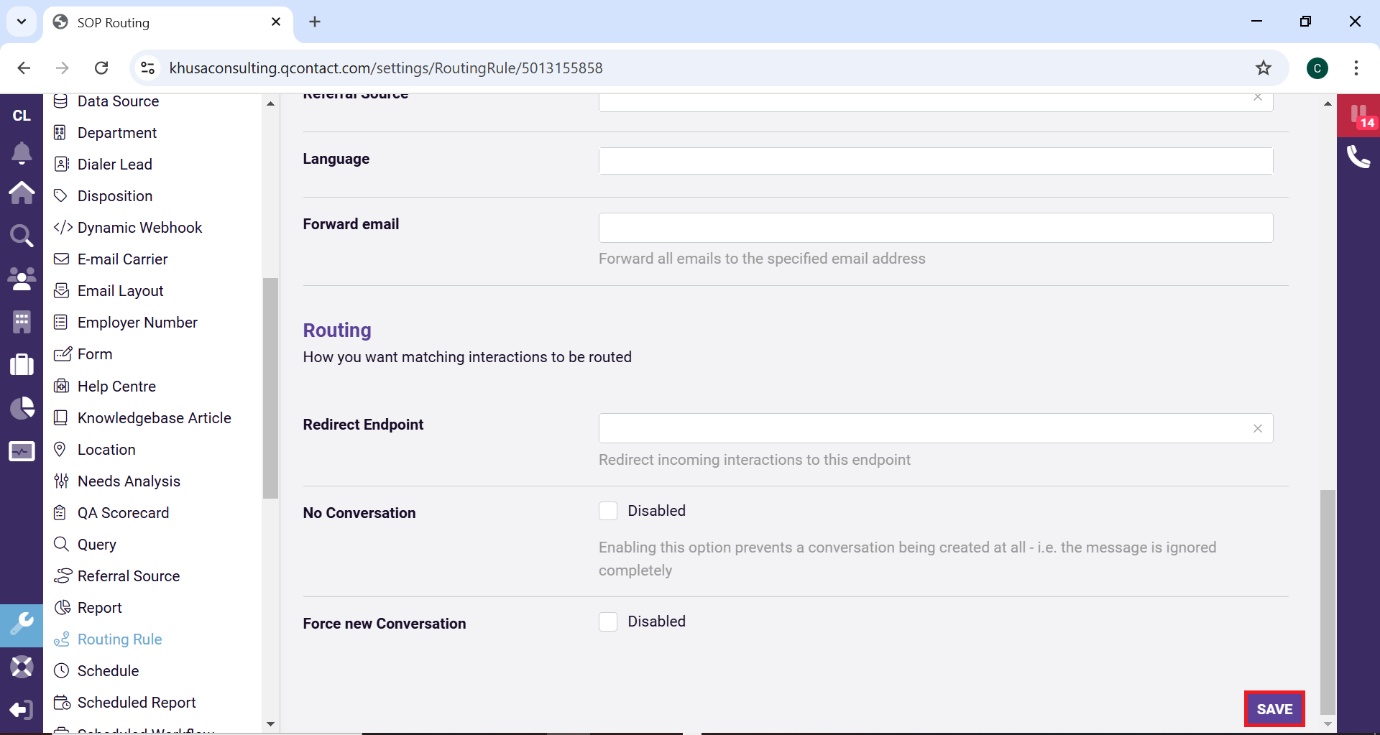 SOP Routing
khusaconsulting.qcontact.com/settings/RoutingRule/5013155858
C
CL
14
Data Source
Department
Dialer Lead
Disposition
</> Dynamic Webhook
E-mail Carrier
Email Layout
Employer Number
Form
Help Centre
Knowledgebase Article
Location
Needs Analysis
QA Scorecard
Query
Referral Source
Report
Routing Rule
Schedule
Scheduled Report
Scheduled Workflow
Referral Source
Language
Forward email
Forward all emails to the specified email address
Routing
How you want matching interactions to be routed
Redirect Endpoint
Redirect incoming interactions to this endpoint
No Conversation
Disabled
Enabling this option prevents a conversation being created at all - i.e. the message is ignored
completely
Force new Conversation
Disabled
SAVE